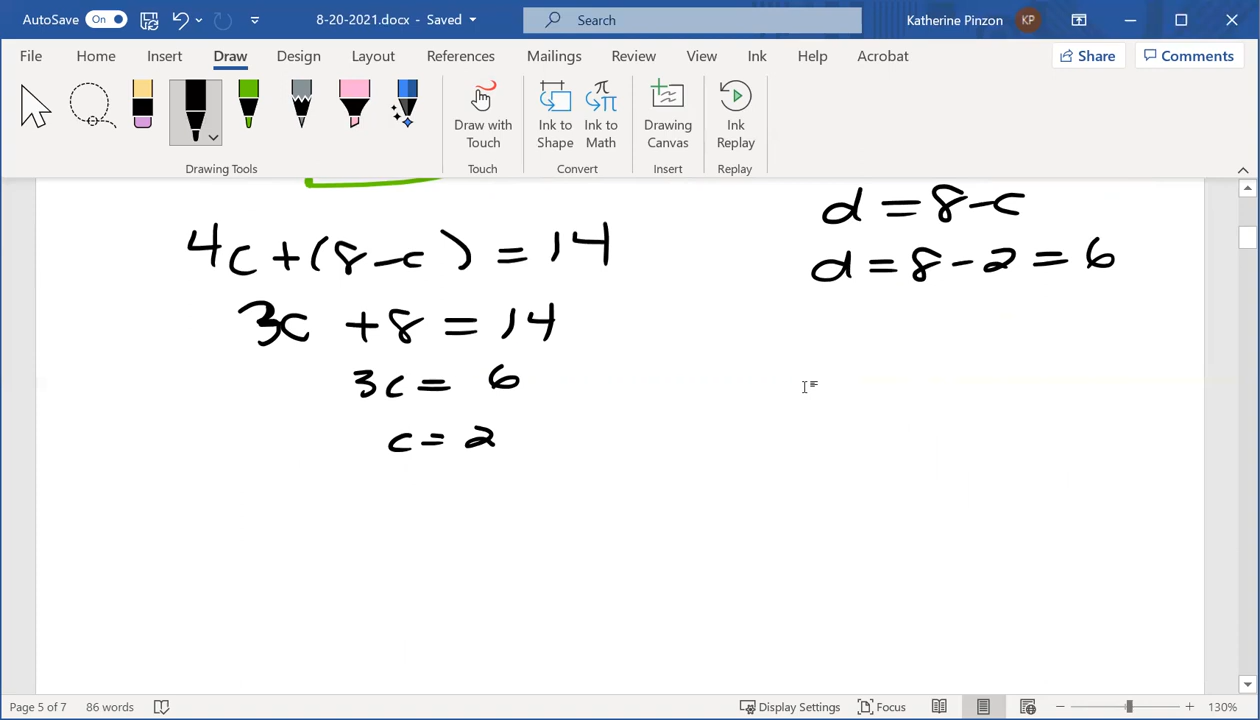 AutoSave On 8-20-2021.docx - Saved Search Katherine Pinzon KP
File Home Insert Draw Design Layout References Mailings Review View Ink Help Acrobat Share Comments
Draw with Touch
Ink to Shape
Ink to Math
Drawing Canvas
Ink Replay
Drawing Tools Touch Convert Insert Replay
d = 8 - c
4c + (8 - c) = 14
d = 8 - 2 = 6
3c + 8 = 14
3c = 6
c = 2
Page 5 of 7 86 words Display Settings Focus 130%